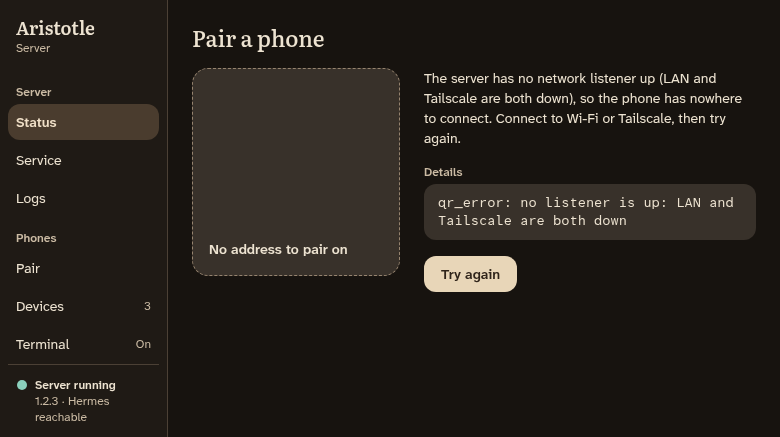 Aristotle
Server
Server
Status
Service
Logs
Phones
Pair
Devices 3
Terminal On
Server running
1.2.3 · Hermes
reachable
Pair a phone
No address to pair on
The server has no network listener up (LAN and
Tailscale are both down), so the phone has nowhere
to connect. Connect to Wi-Fi or Tailscale, then try
again.
Details
qr_error: no listener is up: LAN and
Tailscale are both down
Try again